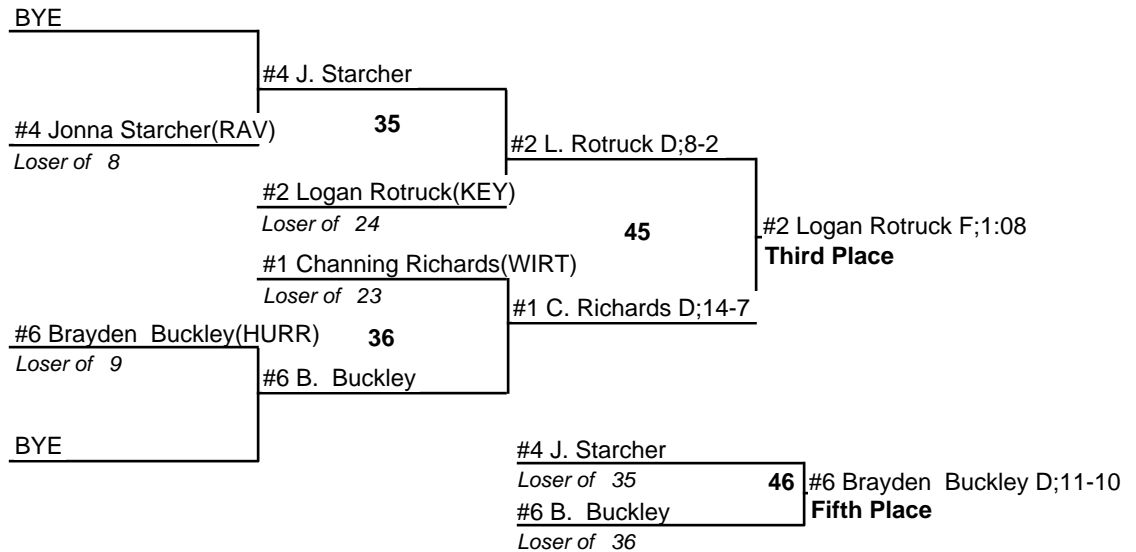 BYE
#4 J. Starcher
#4 Jonna Starcher(RAV)
35
Loser of 8
#2 L. Rotruck D;8-2
#2 Logan Rotruck(KEY)
Loser of 24
45
#2 Logan Rotruck F;1:08
Third Place
#1 Channing Richards(WIRT)
Loser of 23
#1 C. Richards D;14-7
#6 Brayden  Buckley(HURR)
36
Loser of 9
#6 B.  Buckley
BYE
#4 J. Starcher
Loser of 35
46
#6 Brayden  Buckley D;11-10
Fifth Place
#6 B.  Buckley
Loser of 36